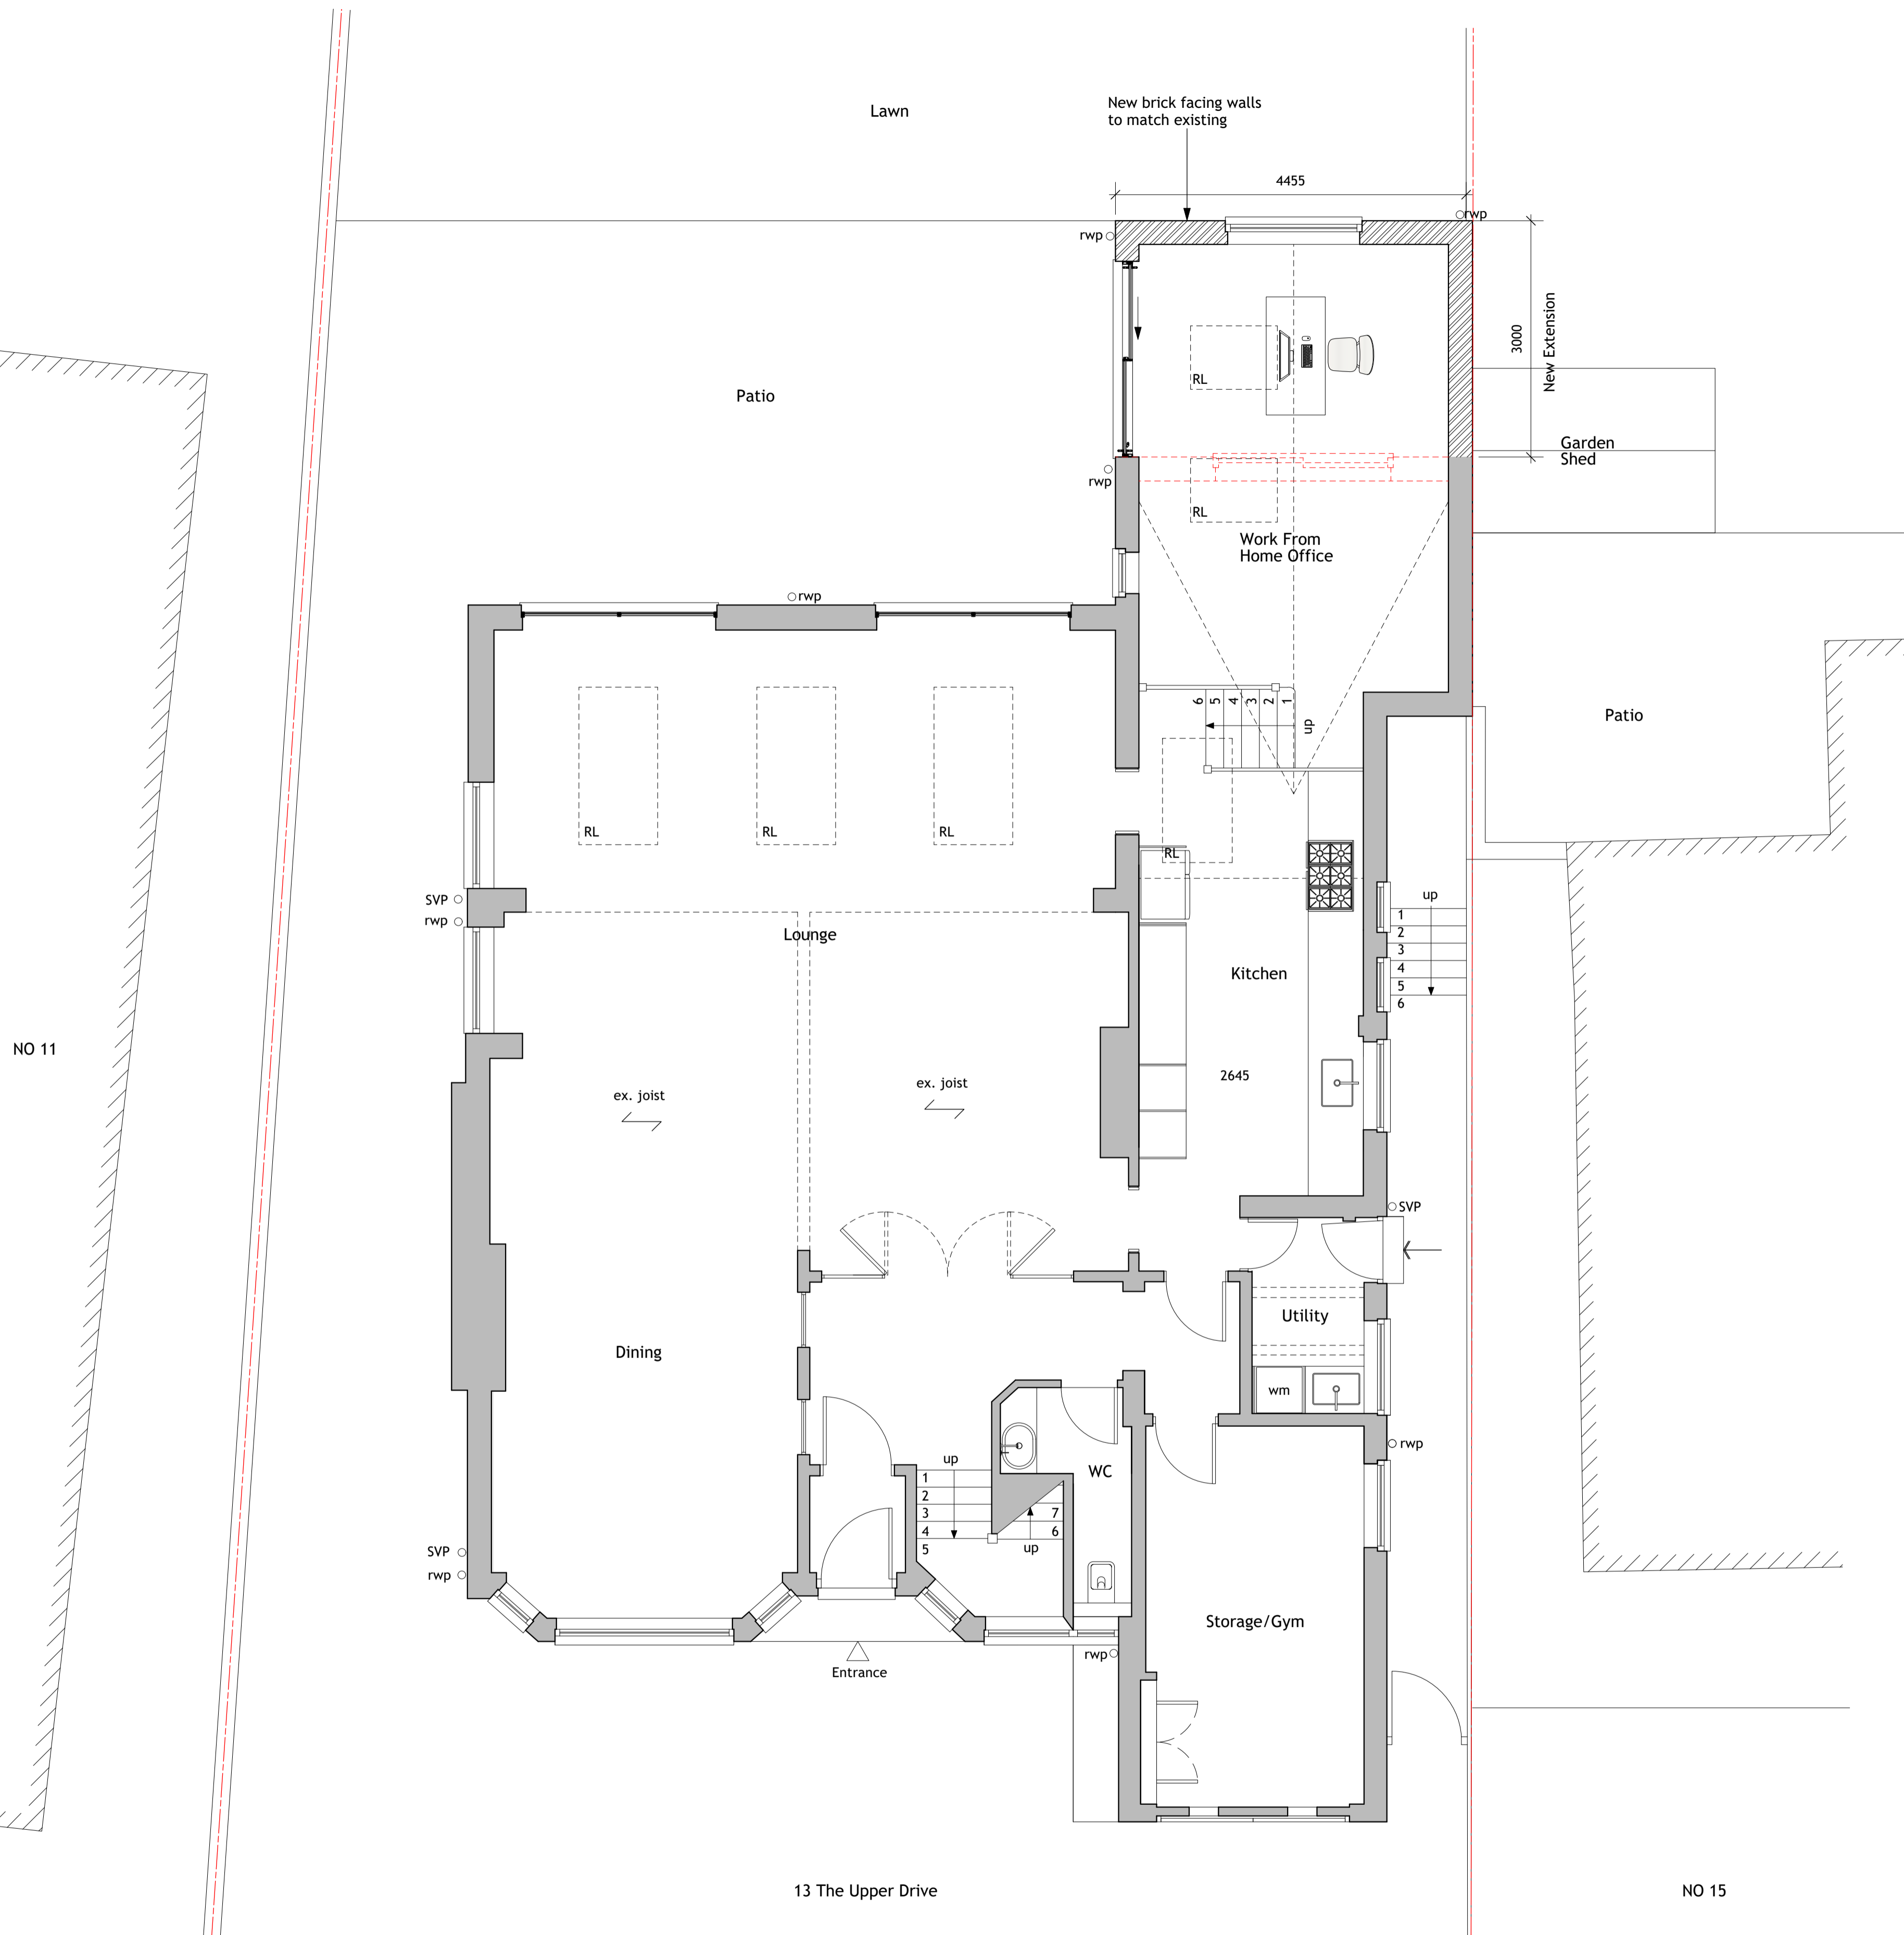 Lawn
New brick facing walls
to match existing
4455
rwp
rwp
3000
New Extension
RL
Patio
Garden
Shed
rwp
RL
Work From
Home Office
rwp
6 5 4 3 2 1
up
Patio
RL
RL
RL
RL
SVP
rwp
Lounge
Kitchen
up
1
2
3
4
5
6
NO 11
ex. joist
ex. joist
2645
SVP
Utility
Dining
wm
rwp
up
1
2
3
4
5
WC
7
6
up
SVP
rwp
Storage/Gym
rwp
Entrance
13 The Upper Drive
NO 15